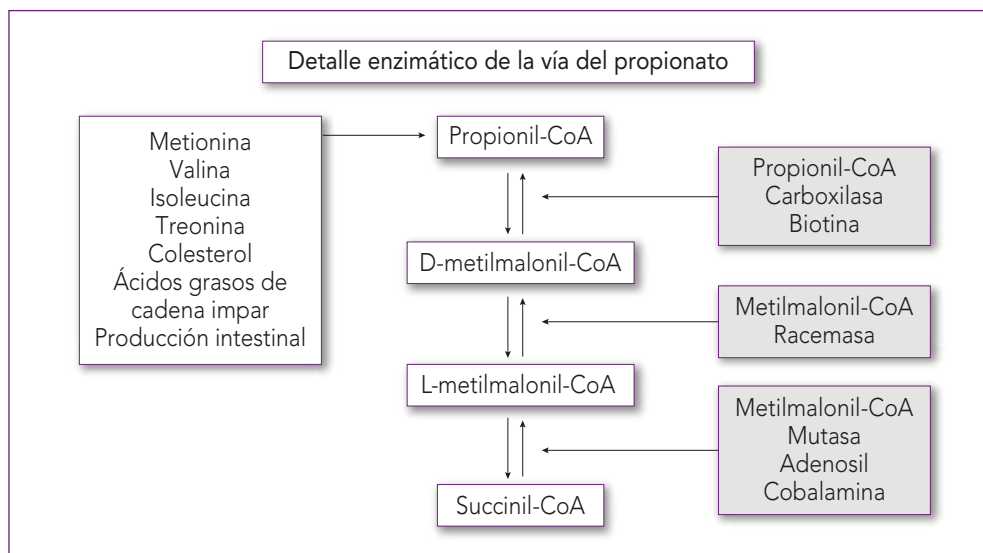 Detalle enzimático de la vía del propionato
Metionina
Valina
Isoleucina
Treonina
Colesterol
Ácidos grasos de
cadena impar
Producción intestinal
Propionil-CoA
Propionil-CoA
Carboxilasa
Biotina
D-metilmalonil-CoA
Metilmalonil-CoA
Racemasa
L-metilmalonil-CoA
Metilmalonil-CoA
Mutasa
Adenosil
Cobalamina
Succinil-CoA